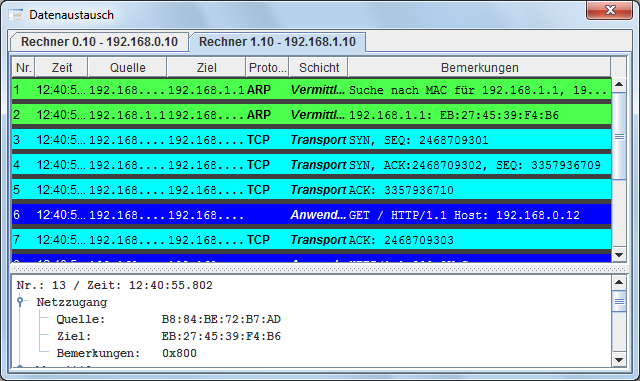 Datenaustausch
Rechner 0.10 - 192.168.0.10 Rechner 1.10 - 192.168.1.10
Nr. Zeit Quelle Ziel Proto... Schicht Bemerkungen
1 12:40:5... 192.168.... 192.168.1.1 ARP Vermittl... Suche nach MAC für 192.168.1.1, 19...
2 12:40:5... 192.168.1.1 192.168.... ARP Vermittl... 192.168.1.1: EB:27:45:39:F4:B6
3 12:40:5... 192.168.... 192.168.... TCP Transport SYN, SEQ: 2468709301
4 12:40:5... 192.168.... 192.168.... TCP Transport SYN, ACK:2468709302, SEQ: 3357936709
5 12:40:5... 192.168.... 192.168.... TCP Transport ACK: 3357936710
6 12:40:5... 192.168.... 192.168.... Anwend... GET / HTTP/1.1 Host: 192.168.0.12
7 12:40:5... 192.168.... 192.168.... TCP Transport ACK: 2468709303
Nr.: 13 / Zeit: 12:40:55.802
Netzzugang
Quelle: B8:84:BE:72:B7:AD
Ziel: EB:27:45:39:F4:B6
Bemerkungen: 0x800